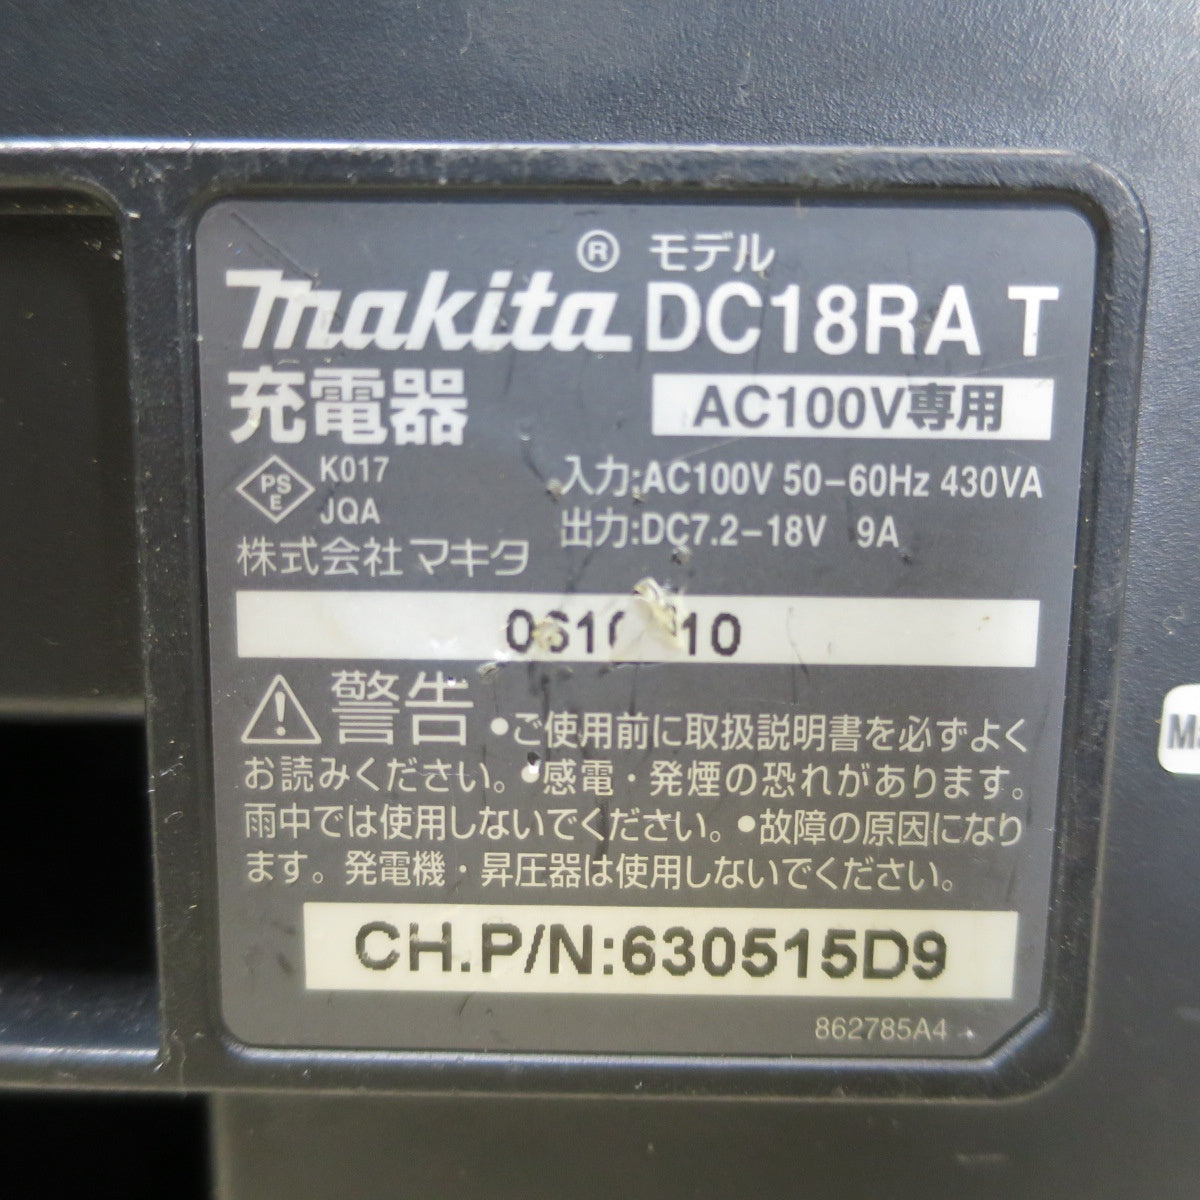 ® モデル
makita DC18RA T
充電器 AC100V専用
PSE K017 JQA
入力:AC100V 50-60Hz 430VA
出力:DC7.2-18V 9A
株式会社マキタ
⚠警告 •ご使用前に取扱説明書を必ずよく
お読みください。•感電・発煙の恐れがあります。
雨中では使用しないでください。•故障の原因になり
ます。発電機・昇圧器は使用しないでください。
CH.P/N:630515D9
862785A4